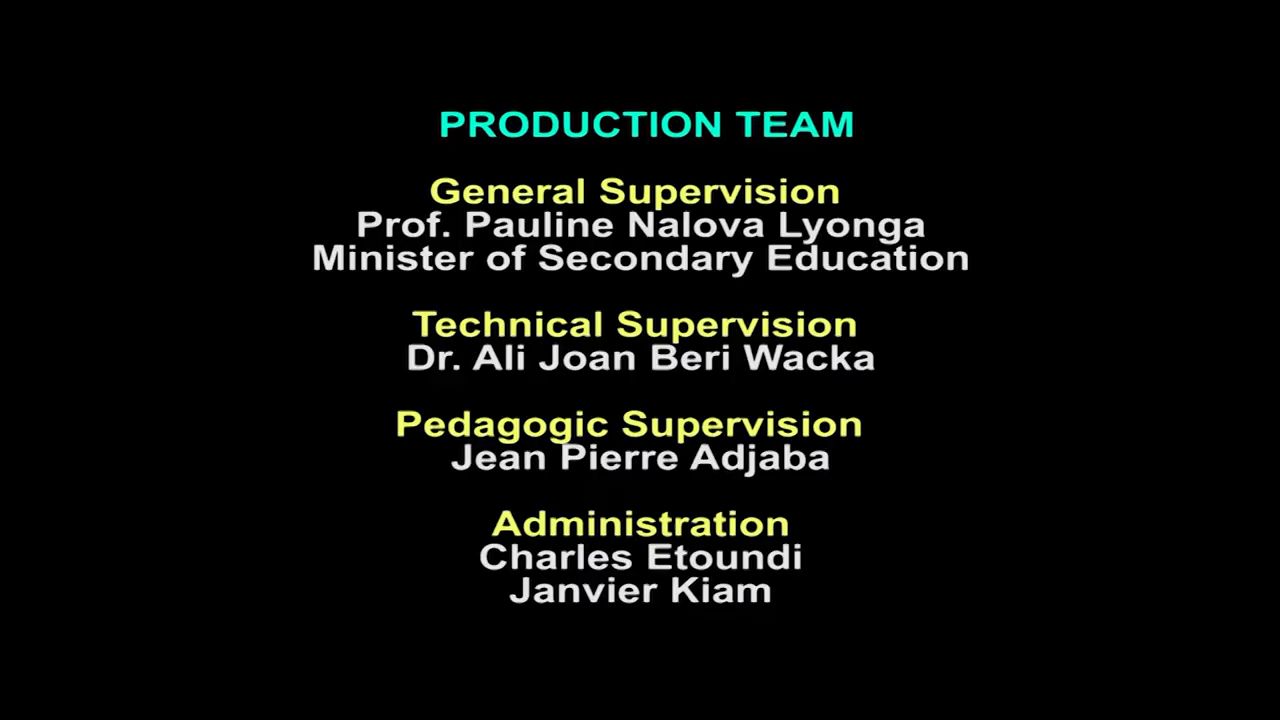 PRODUCTION TEAM
General Supervision
Prof. Pauline Nalova Lyonga
Minister of Secondary Education
Technical Supervision
Dr. Ali Joan Beri Wacka
Pedagogic Supervision
Jean Pierre Adjaba
Administration
Charles Etoundi
Janvier Kiam